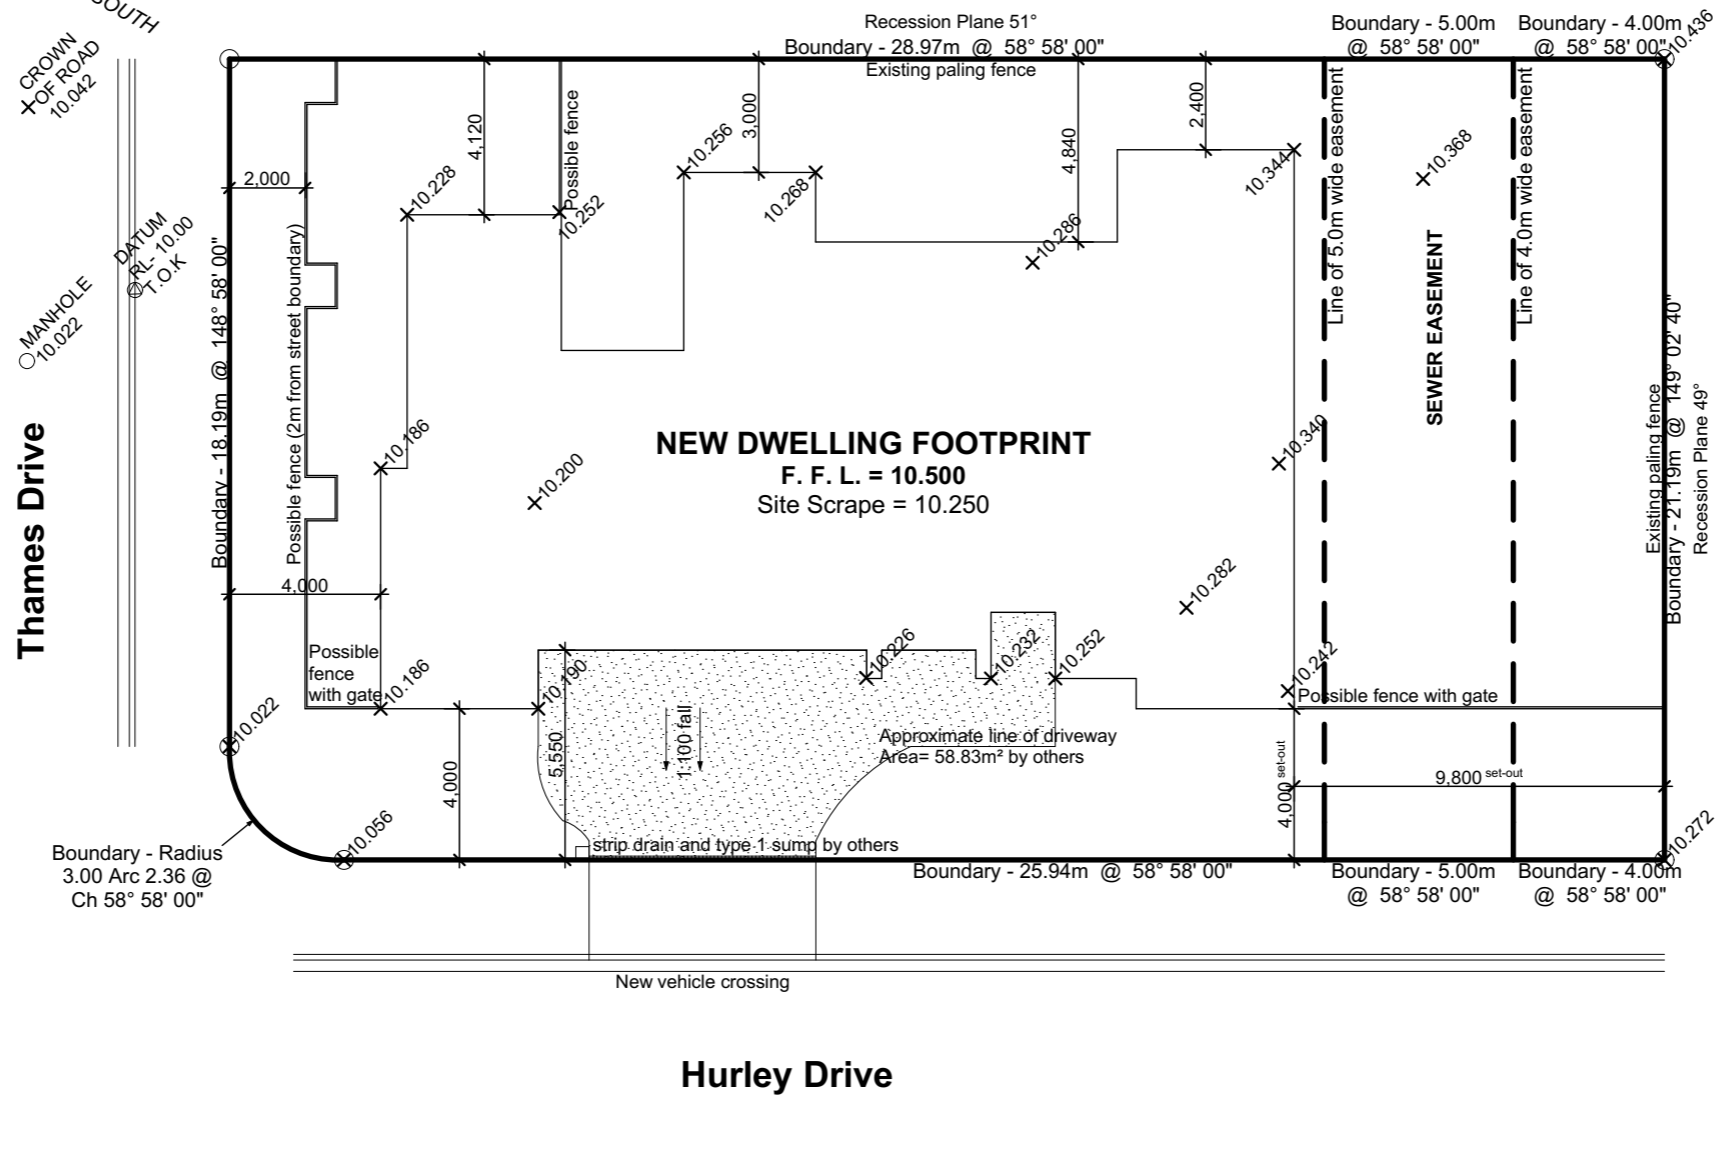 SOUTH
CROWN
OF ROAD
10.042
Recession Plane 51°
Boundary - 28.97m @ 58° 58' 00"
Existing paling fence
Boundary - 5.00m
@ 58° 58' 00"
Boundary - 4.00m
@ 58° 58' 00"
10.436
2,000
4,120
Possible fence
3,000
4,840
2,400
10.228
10.252
10.256
10.268
10.286
10.344
10.368
Line of 5.0m wide easement
SEWER EASEMENT
Line of 4.0m wide easement
DATUM
RL- 10.00
T.O.K
MANHOLE
10.022
Thames Drive
Boundary - 18.19m @ 148° 58' 00"
Possible fence (2m from street boundary)
10.186
10.200
NEW DWELLING FOOTPRINT
F. F. L. = 10.500
Site Scrape = 10.250
10.340
10.282
Existing paling fence
Boundary - 21.19m @ 149° 02' 40"
Recession Plane 49°
4,000
Possible
fence
with gate
10.186
10.190
10.226
10.232
10.252
10.242
Possible fence with gate
10.022
4,000
5,550
1:100 fall
Approximate line of driveway
Area= 58.83m² by others
4,000 set-out
9,800 set-out
10.056
strip drain and type 1 sump by others
10.272
Boundary - Radius
3.00 Arc 2.36 @
Ch 58° 58' 00"
Boundary - 25.94m @ 58° 58' 00"
Boundary - 5.00m
@ 58° 58' 00"
Boundary - 4.00m
@ 58° 58' 00"
New vehicle crossing
Hurley Drive